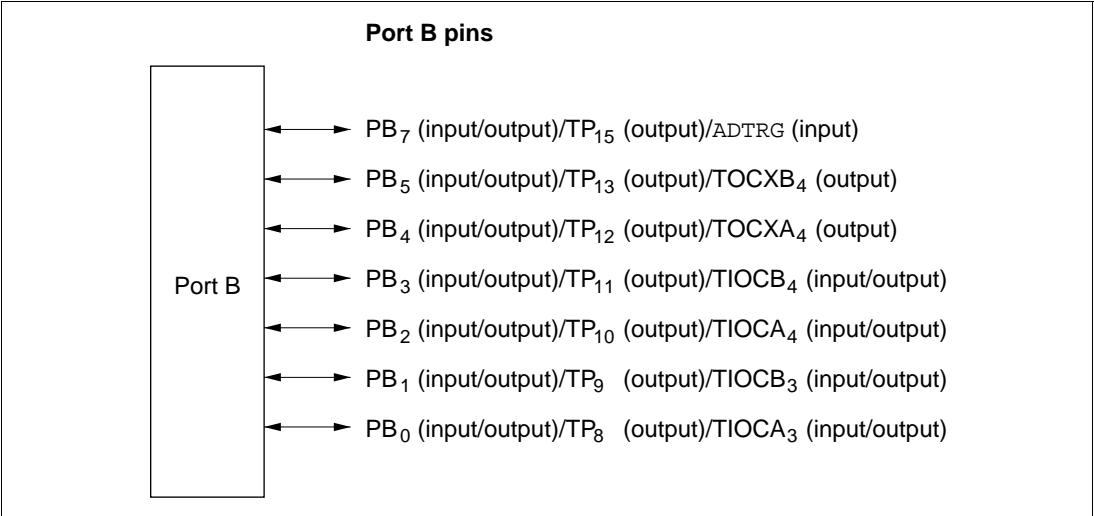 Port B pins
PB7 (input/output)/TP15 (output)/ADTRG (input)
PB5 (input/output)/TP13 (output)/TOCXB4 (output)
PB4 (input/output)/TP12 (output)/TOCXA4 (output)
Port B
PB3 (input/output)/TP11 (output)/TIOCB4 (input/output)
PB2 (input/output)/TP10 (output)/TIOCA4 (input/output)
PB1 (input/output)/TP9 (output)/TIOCB3 (input/output)
PB0 (input/output)/TP8 (output)/TIOCA3 (input/output)